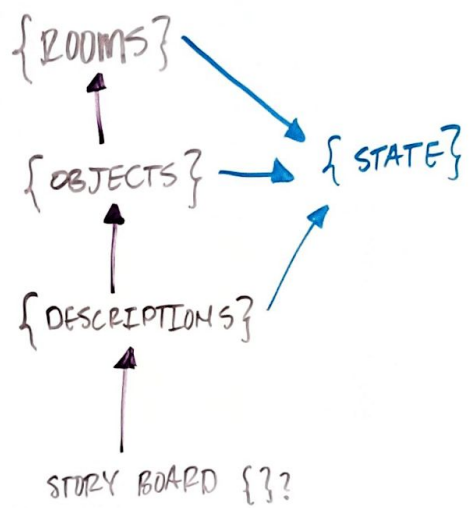 {ROOMS}
{OBJECTS}
{STATE}
{DESCRIPTIONS}
STORY BOARD {}?